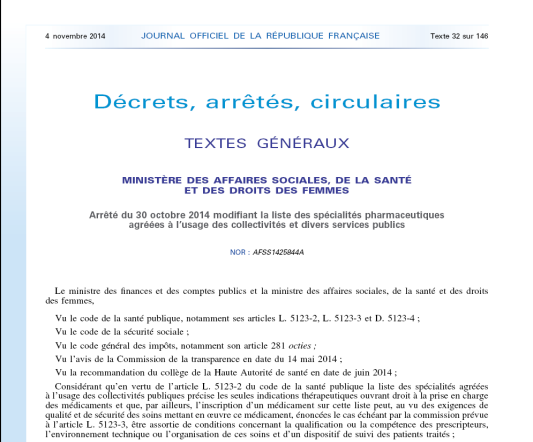 4 novembre 2014 JOURNAL OFFICIEL DE LA RÉPUBLIQUE FRANÇAISE Texte 32 sur 146
Décrets, arrêtés, circulaires
TEXTES GÉNÉRAUX
MINISTÈRE DES AFFAIRES SOCIALES, DE LA SANTÉ
ET DES DROITS DES FEMMES
Arrêté du 30 octobre 2014 modifiant la liste des spécialités pharmaceutiques
agréées à l'usage des collectivités et divers services publics
NOR : AFSS1425844A
Le ministre des finances et des comptes publics et la ministre des affaires sociales, de la santé et des droits
des femmes,
Vu le code de la santé publique, notamment ses articles L. 5123-2, L. 5123-3 et D. 5123-4 ;
Vu le code de la sécurité sociale ;
Vu le code général des impôts, notamment son article 281 octies ;
Vu l'avis de la Commission de la transparence en date du 14 mai 2014 ;
Vu la recommandation du collège de la Haute Autorité de santé en date de juin 2014 ;
Considérant qu'en vertu de l'article L. 5123-2 du code de la santé publique la liste des spécialités agréées
à l'usage des collectivités publiques précise les seules indications thérapeutiques ouvrant droit à la prise en charge
des médicaments et que, par ailleurs, l'inscription d'un médicament sur cette liste peut, au vu des exigences de
qualité et de sécurité des soins mettant en œuvre ce médicament, énoncées le cas échéant par la commission prévue
à l'article L. 5123-3, être assortie de conditions concernant la qualification ou la compétence des prescripteurs,
l'environnement technique ou l'organisation de ces soins et d'un dispositif de suivi des patients traités ;